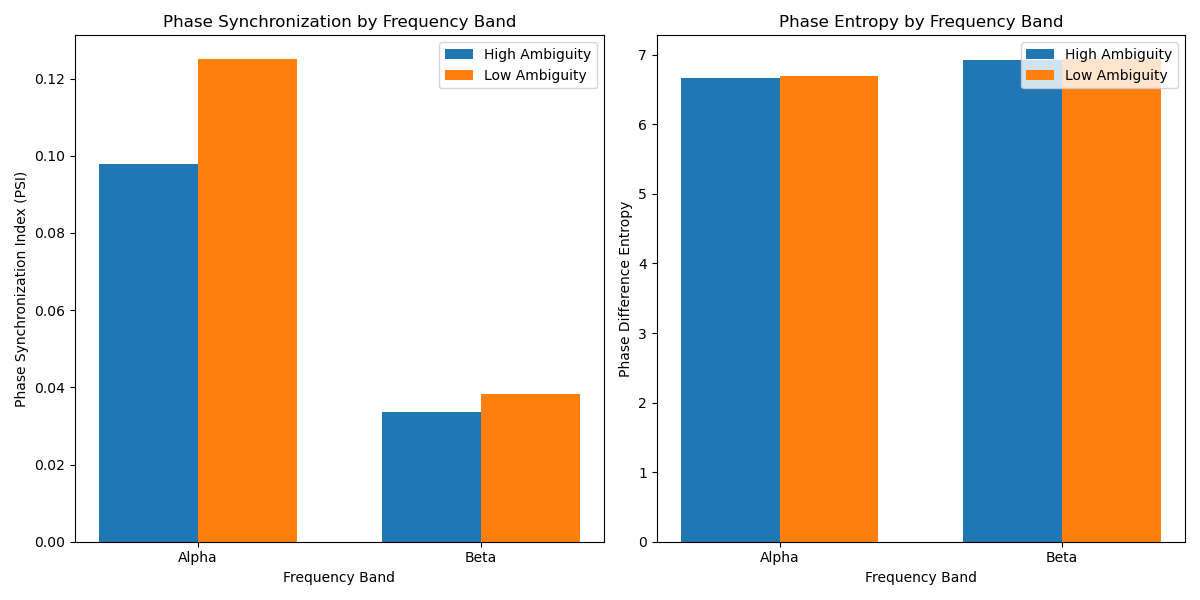 Phase Synchronization by Frequency Band
High Ambiguity
Low Ambiguity
Phase Synchronization Index (PSI)
0.12
0.10
0.08
0.06
0.04
0.02
0.00
Alpha
Beta
Frequency Band
Phase Entropy by Frequency Band
High Ambiguity
Low Ambiguity
Phase Difference Entropy
7
6
5
4
3
2
1
0
Alpha
Beta
Frequency Band